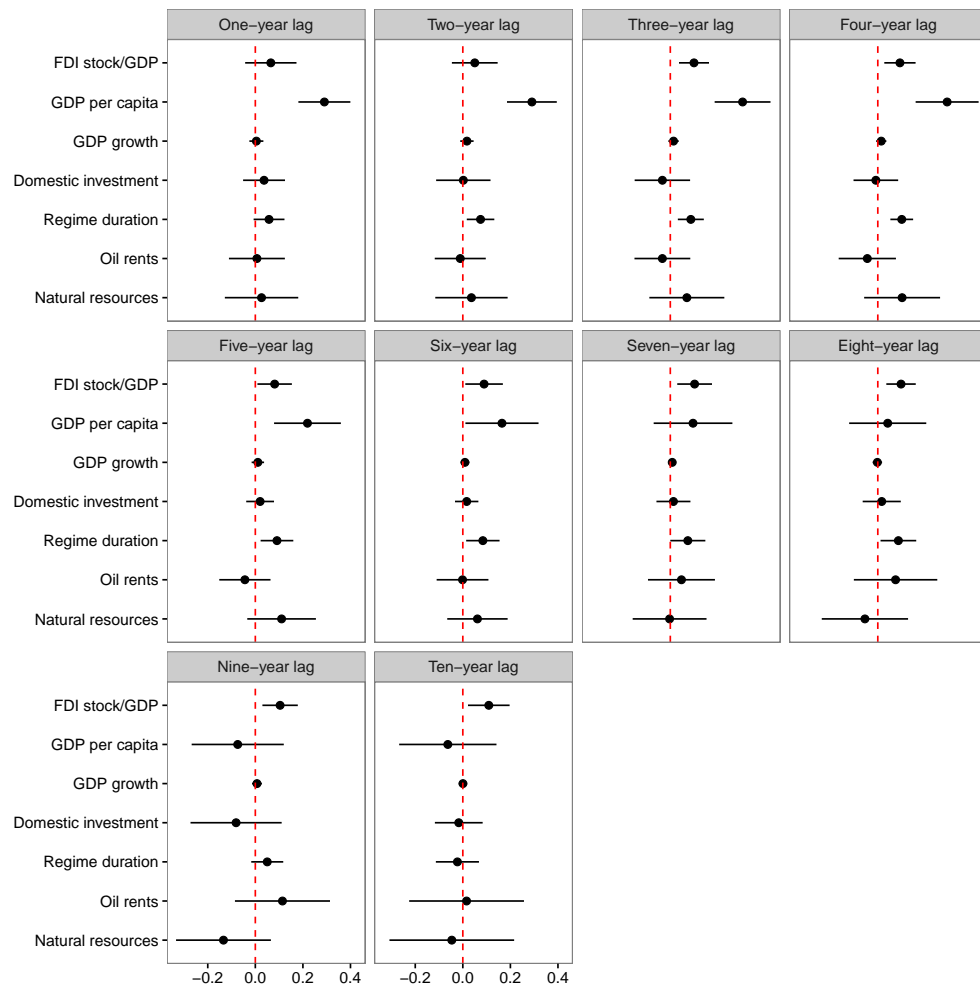 One−year lag Two−year lag Three−year lag Four−year lag
FDI stock/GDP
GDP per capita
GDP growth
Domestic investment
Regime duration
Oil rents
Natural resources
Five−year lag Six−year lag Seven−year lag Eight−year lag
FDI stock/GDP
GDP per capita
GDP growth
Domestic investment
Regime duration
Oil rents
Natural resources
Nine−year lag Ten−year lag
FDI stock/GDP
GDP per capita
GDP growth
Domestic investment
Regime duration
Oil rents
Natural resources
−0.2 0.0 0.2 0.4 −0.2 0.0 0.2 0.4